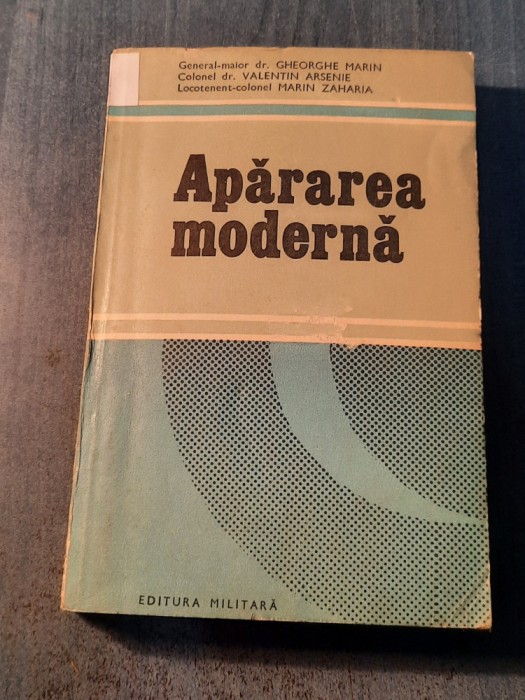 General-maior dr. GHEORGHE MARIN
Colonel dr. VALENTIN ARSENIE
Locotenent-colonel MARIN ZAHARIA
Apărarea
modernă
EDITURA MILITARĂ